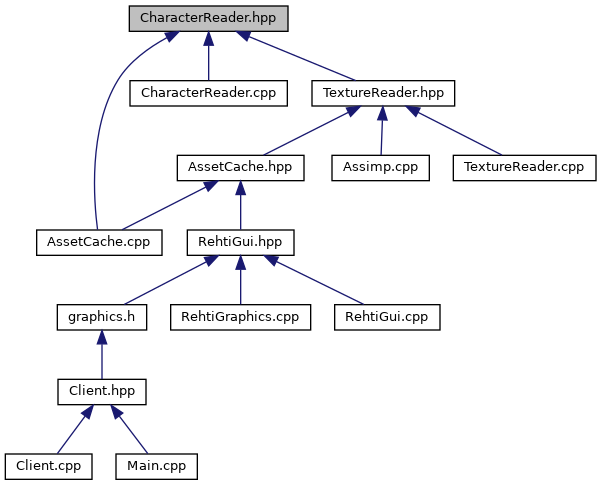 CharacterReader.hpp
CharacterReader.cpp
TextureReader.hpp
AssetCache.hpp
Assimp.cpp
TextureReader.cpp
AssetCache.cpp
RehtiGui.hpp
graphics.h
RehtiGraphics.cpp
RehtiGui.cpp
Client.hpp
Client.cpp
Main.cpp